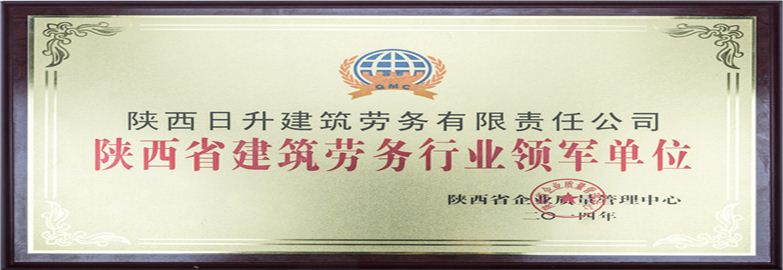 QMC
陕西日升建筑劳务有限责任公司
陕西省建筑劳务行业领军单位
陕西省企业质量管理中心
二〇一四年